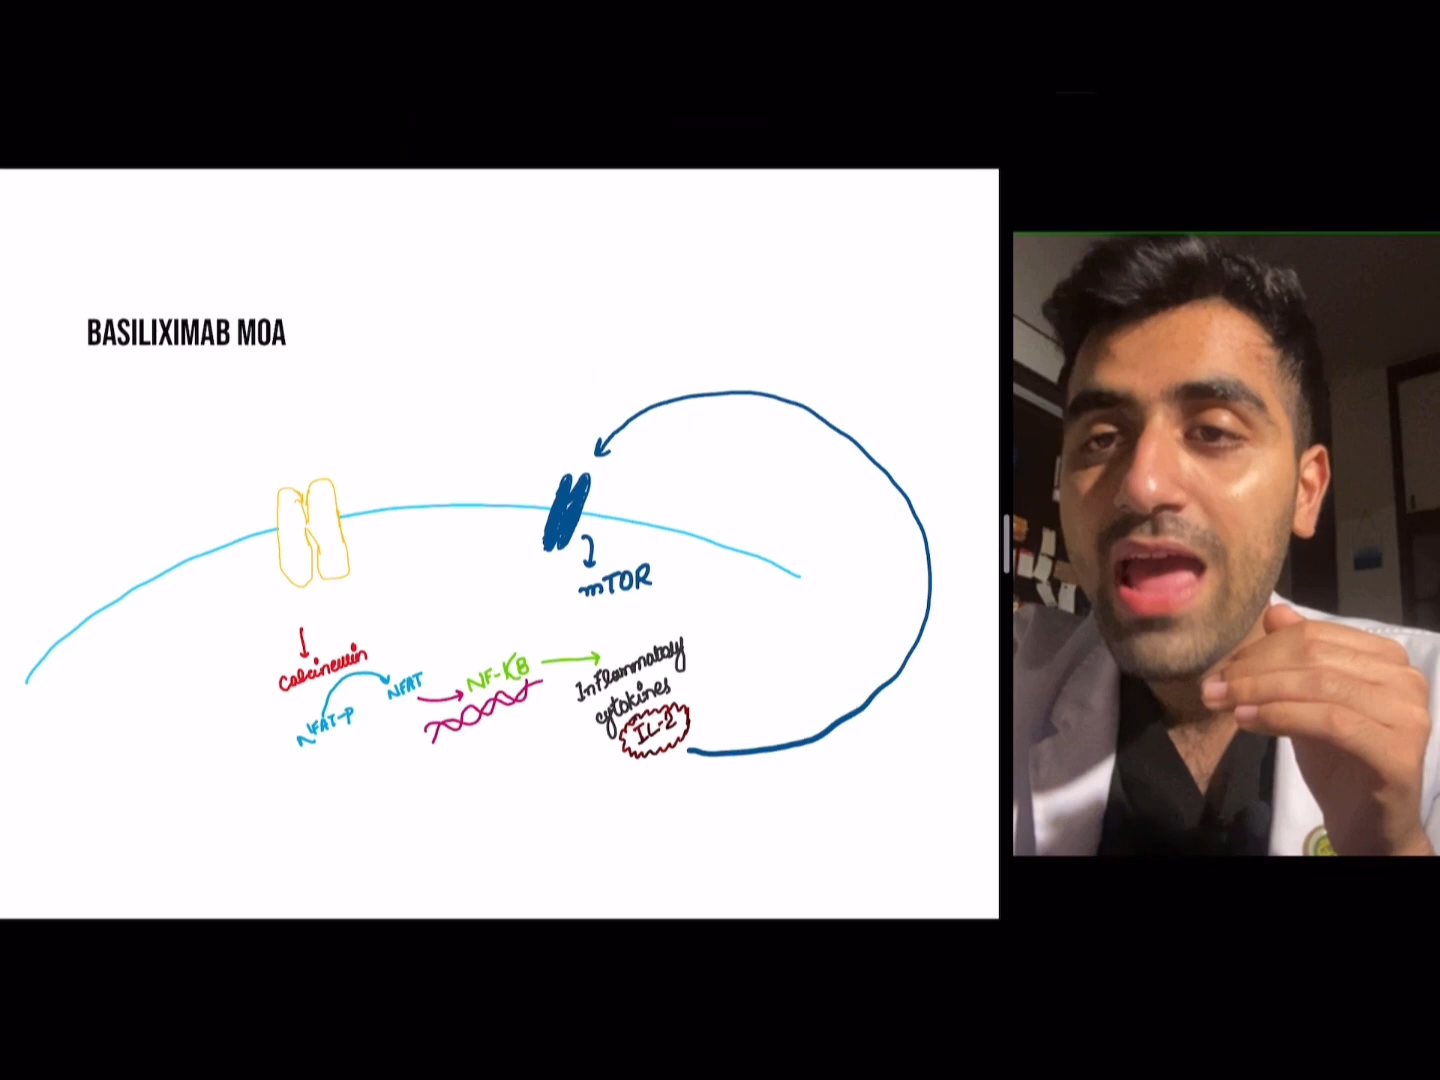 BASILIXIMAB MOA
mTOR
calcineurin
NFAT
NFAT-P
NF-KB
Inflammatory
cytokines
IL-2